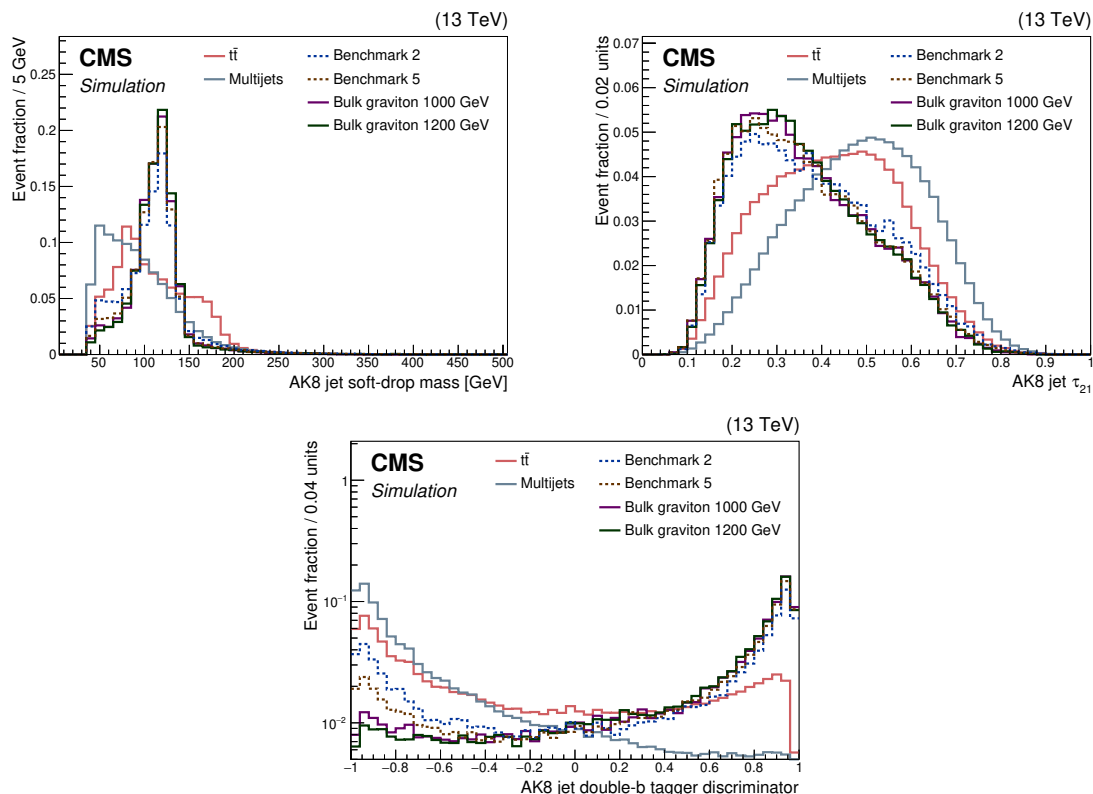 (13 TeV)
CMS
Simulation
tt̄
Multijets
Benchmark 2
Benchmark 5
Bulk graviton 1000 GeV
Bulk graviton 1200 GeV
Event fraction / 5 GeV
0.25
0.2
0.15
0.1
0.05
0
50 100 150 200 250 300 350 400 450 500
AK8 jet soft-drop mass [GeV]
(13 TeV)
CMS
Simulation
tt̄
Multijets
Benchmark 2
Benchmark 5
Bulk graviton 1000 GeV
Bulk graviton 1200 GeV
Event fraction / 0.02 units
0.07
0.06
0.05
0.04
0.03
0.02
0.01
0
0 0.1 0.2 0.3 0.4 0.5 0.6 0.7 0.8 0.9 1
AK8 jet τ21
(13 TeV)
CMS
Simulation
tt̄
Multijets
Benchmark 2
Benchmark 5
Bulk graviton 1000 GeV
Bulk graviton 1200 GeV
Event fraction / 0.04 units
1
10−1
10−2
−1 −0.8 −0.6 −0.4 −0.2 0 0.2 0.4 0.6 0.8 1
AK8 jet double-b tagger discriminator